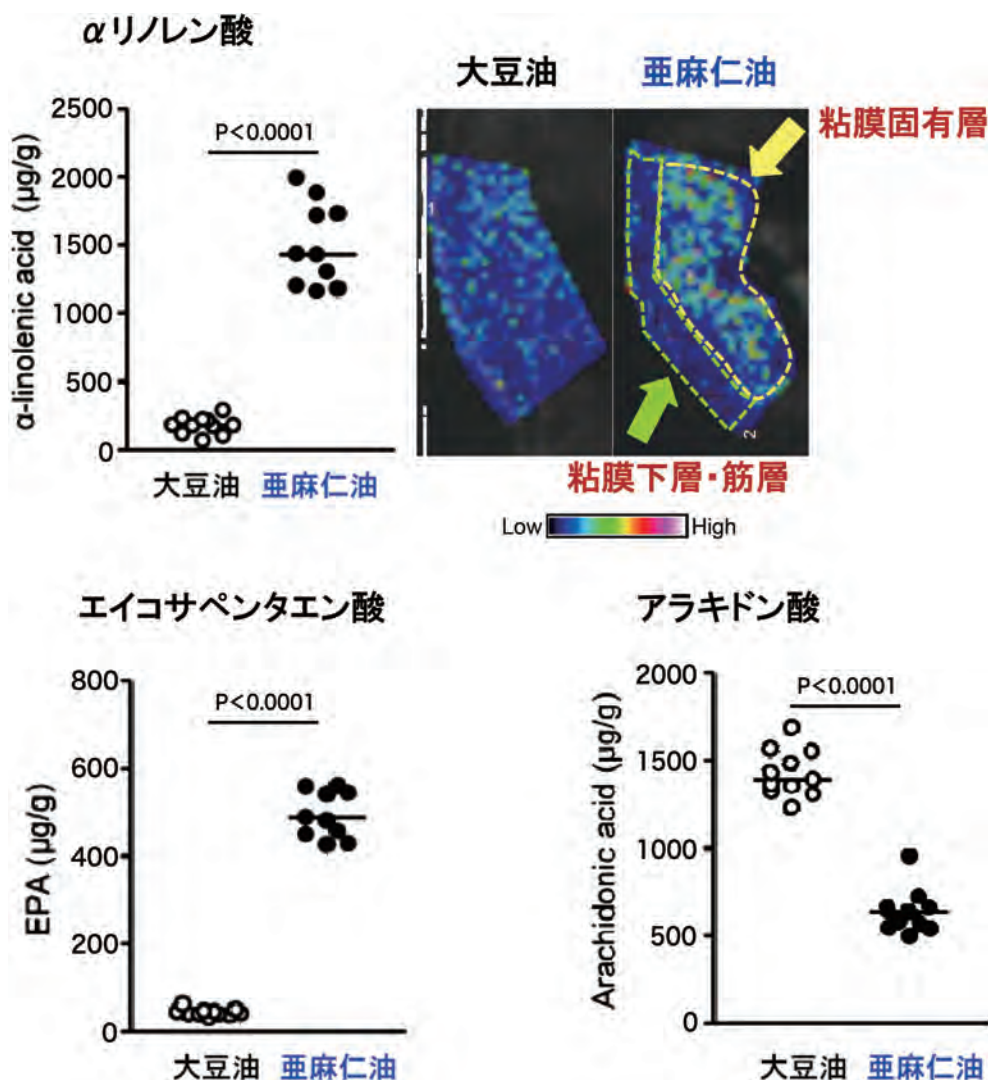 αリノレン酸
α-linolenic acid (μg/g)
2500
2000
1500
1000
500
0
P<0.0001
大豆油 亜麻仁油
大豆油 亜麻仁油
粘膜固有層
粘膜下層・筋層
2
Low High
エイコサペンタエン酸
EPA (μg/g)
800
600
400
200
0
P<0.0001
大豆油 亜麻仁油
アラキドン酸
Arachidonic acid (μg/g)
2000
1500
1000
500
0
P<0.0001
大豆油 亜麻仁油